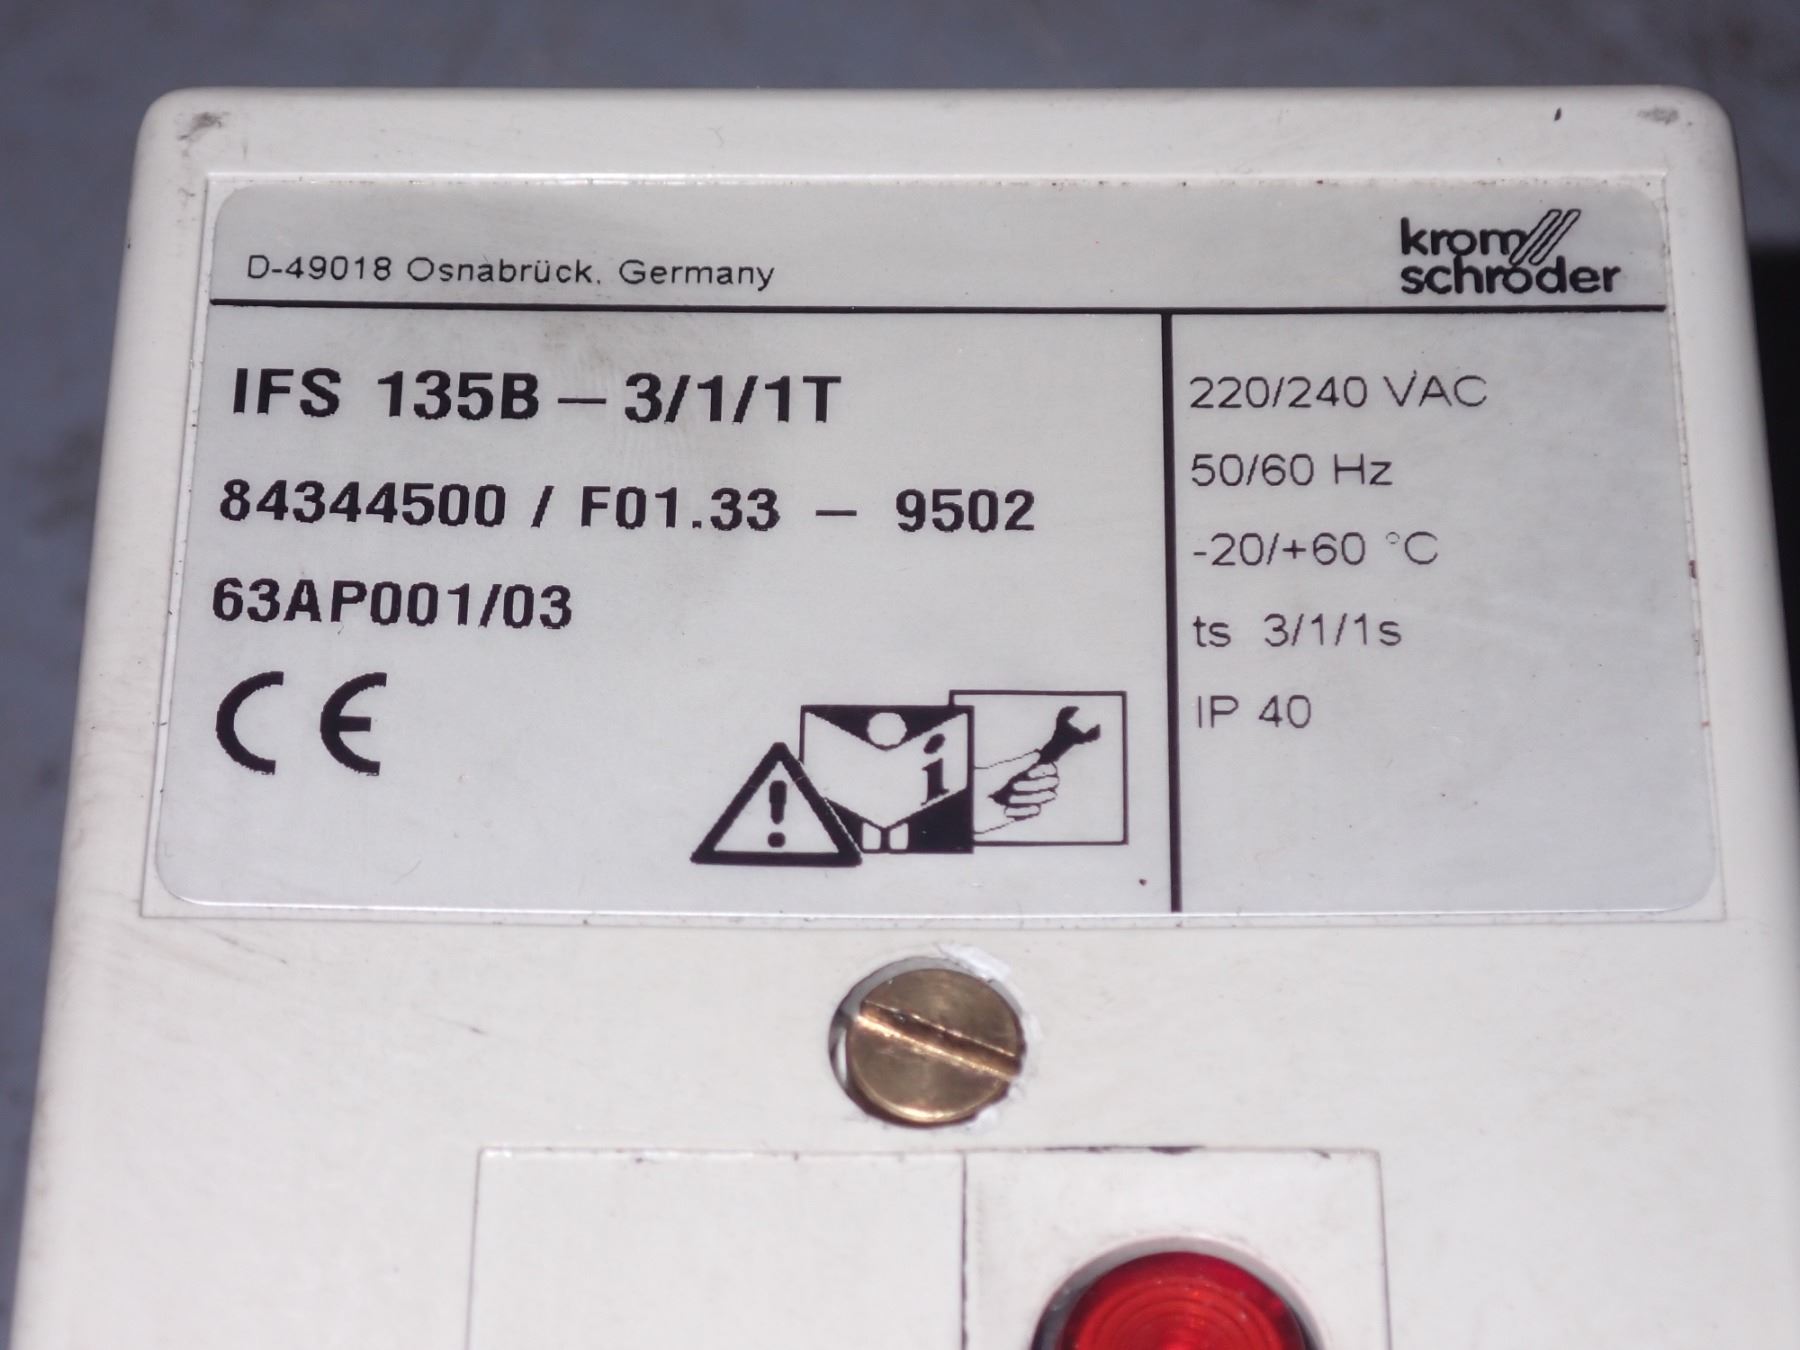 D-49018 Osnabrück, Germany
krom
schröder
IFS 135B – 3/1/1T
84344500 / F01.33 – 9502
63AP001/03
CE
i
220/240 VAC
50/60 Hz
-20/+60 °C
ts 3/1/1s
IP 40